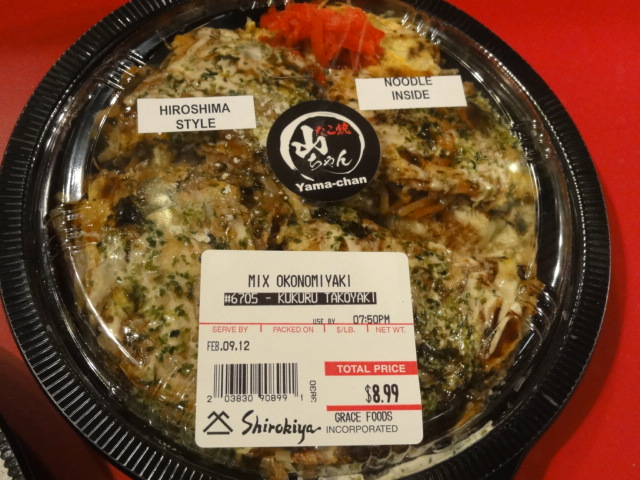 HIROSHIMA
STYLE
NOODLE
INSIDE
たこ焼
山ちゃん
Yama-chan
MIX OKONOMIYAKI
#6705 - KUKURU TAKOYAKI
USE BY 07:50PM
SERVE BY PACKED ON $/LB. NET WT.
FEB.09.12
TOTAL PRICE
$8.99
2 03830 90899 1
DERC
Shirokiya
GRACE FOODS
INCORPORATED